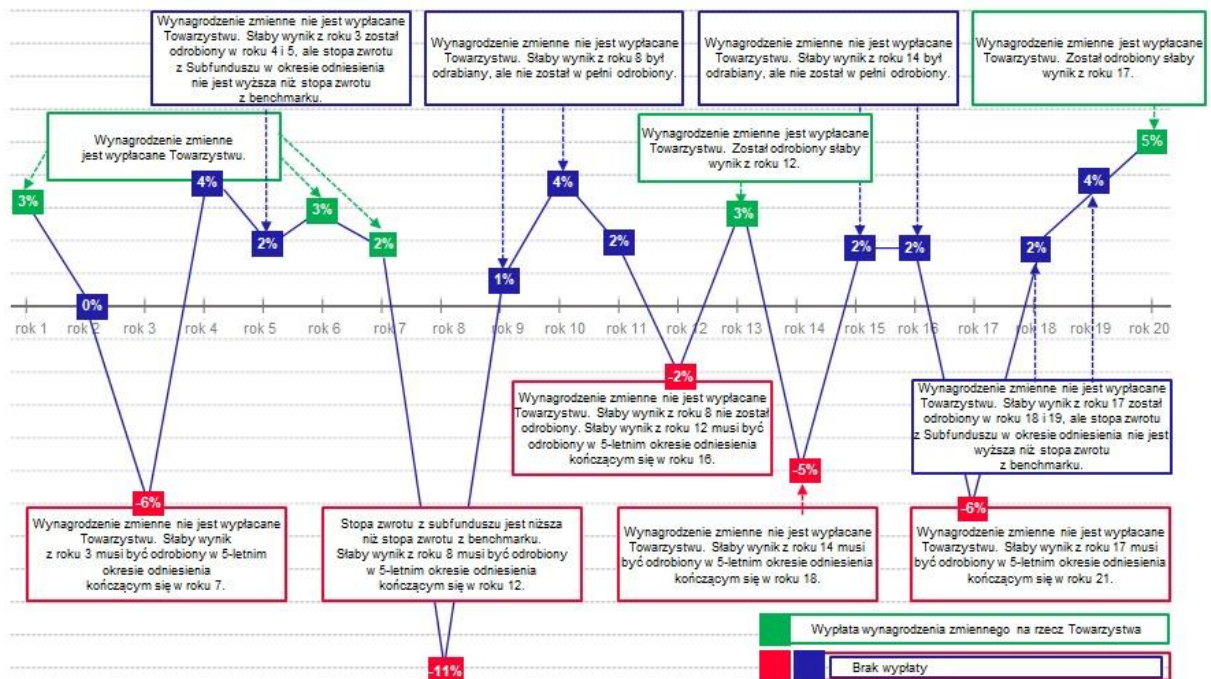 Wynagrodzenie zmienne nie jest wypłacane
Towarzystwu. Słaby wynik z roku 3 został
odrobiony w roku 4 i 5, ale stopa zwrotu
z Subfunduszu w okresie odniesienia
nie jest wyższa niż stopa zwrotu
z benchmarku.
Wynagrodzenie zmienne nie jest wypłacane
Towarzystwu. Słaby wynik z roku 8 był
odrabiany, ale nie został w pełni odrobiony.
Wynagrodzenie zmienne nie jest wypłacane
Towarzystwu. Słaby wynik z roku 14 był
odrabiany, ale nie został w pełni odrobiony.
Wynagrodzenie zmienne jest wypłacane
Towarzystwu. Został odrobiony słaby
wynik z roku 17.
Wynagrodzenie zmienne
jest wypłacane Towarzystwu.
Wynagrodzenie zmienne jest wypłacane
Towarzystwu. Został odrobiony słaby
wynik z roku 12.
3%
0%
-6%
4%
2%
3%
2%
-11%
1%
4%
2%
-2%
3%
-5%
2%
2%
-6%
2%
4%
5%
rok 1 rok 2 rok 3 rok 4 rok 5 rok 6 rok 7 rok 8 rok 9 rok 10 rok 11 rok 12 rok 13 rok 14 rok 15 rok 16 rok 17 rok 18 rok 19 rok 20
Wynagrodzenie zmienne nie jest wypłacane
Towarzystwu. Słaby wynik z roku 8 nie został
odrobiony. Słaby wynik z roku 12 musi być
odrobiony w 5-letnim okresie odniesienia
kończącym się w roku 16.
Wynagrodzenie zmienne nie jest wypłacane
Towarzystwu. Słaby wynik z roku 17 został
odrobiony w roku 18 i 19, ale stopa zwrotu
z Subfunduszu w okresie odniesienia nie jest
wyższa niż stopa zwrotu
z benchmarku.
Wynagrodzenie zmienne nie jest wypłacane
Towarzystwu. Słaby wynik
z roku 3 musi być odrobiony w 5-letnim
okresie odniesienia
kończącym się w roku 7.
Stopa zwrotu z subfunduszu jest niższa
niż stopa zwrotu z benchmarku.
Słaby wynik z roku 8 musi być odrobiony
w 5-letnim okresie odniesienia
kończącym się w roku 12.
Wynagrodzenie zmienne nie jest wypłacane
Towarzystwu. Słaby wynik z roku 14 musi
być odrobiony w 5-letnim okresie odniesienia
kończącym się w roku 18.
Wynagrodzenie zmienne nie jest wypłacane
Towarzystwu. Słaby wynik z roku 17 musi
być odrobiony w 5-letnim okresie odniesienia
kończącym się w roku 21.
Wypłata wynagrodzenia zmiennego na rzecz Towarzystwa
Brak wypłaty